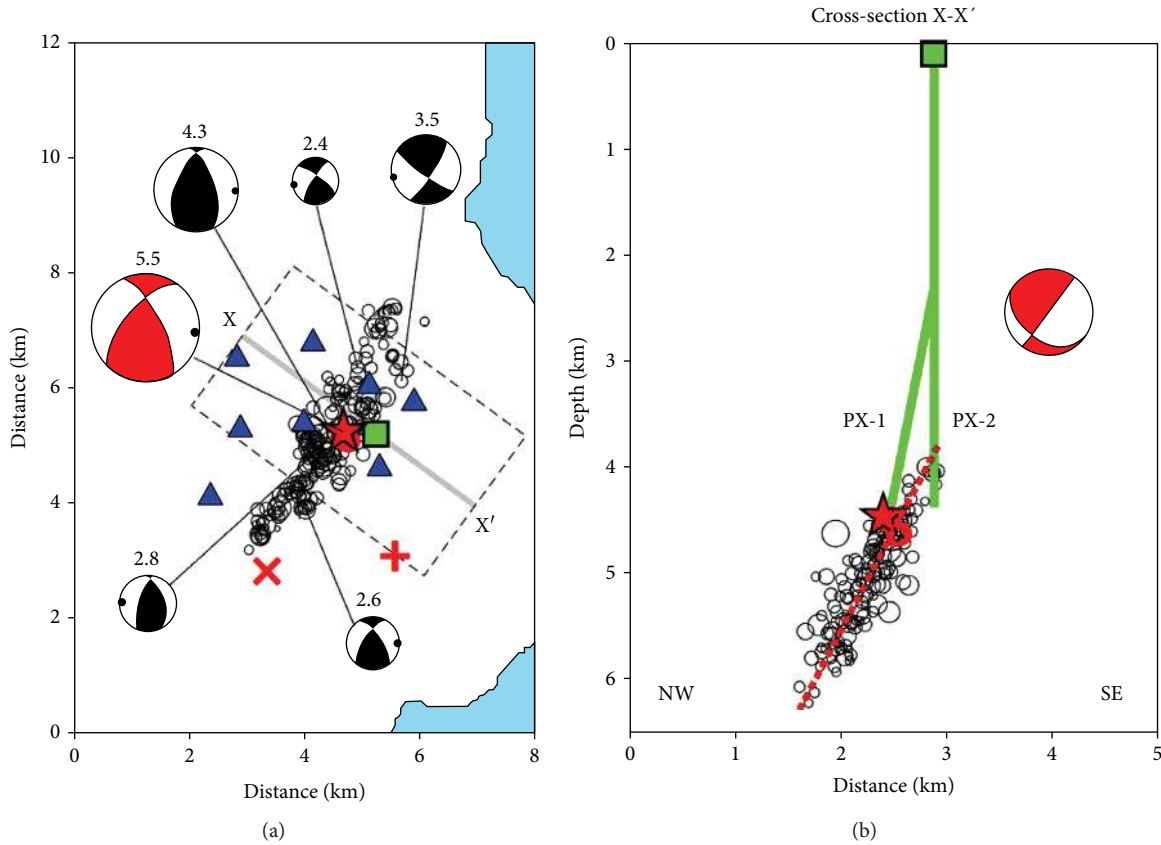 12
10
8
6
4
2
0
Distance (km)
0
2
4
6
8
Distance (km)
4.3
2.4
3.5
5.5
X
X′
2.8
2.6
(a)
Cross-section X-X′
0
1
2
3
4
5
6
Depth (km)
PX-1
PX-2
NW
SE
0
1
2
3
4
5
Distance (km)
(b)